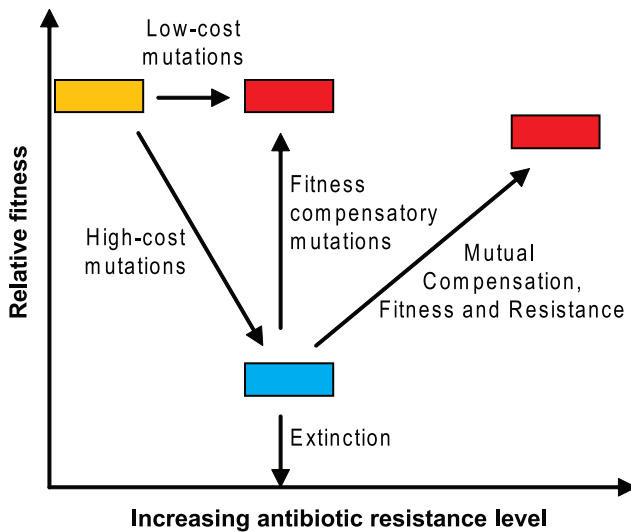 Low-cost
mutations
High-cost
mutations
Fitness
compensatory
mutations
Mutual
Compensation,
Fitness and Resistance
Extinction
Relative fitness
Increasing antibiotic resistance level